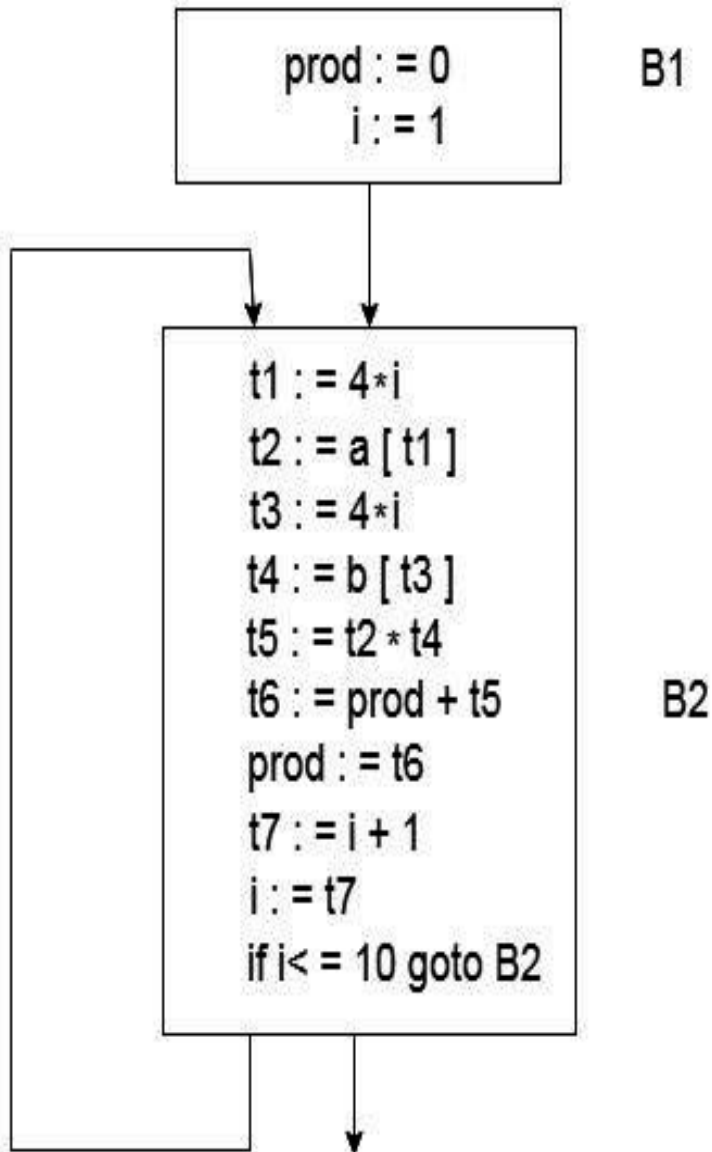 prod : = 0
B1
i : = 1
t1 : = 4*i
t2 : = a [ t1 ]
t3 : = 4*i
t4 : = b [ t3 ]
t5 : = t2 * t4
t6 : = prod + t5
B2
prod : = t6
t7 : = i + 1
i : = t7
if i< = 10 goto B2